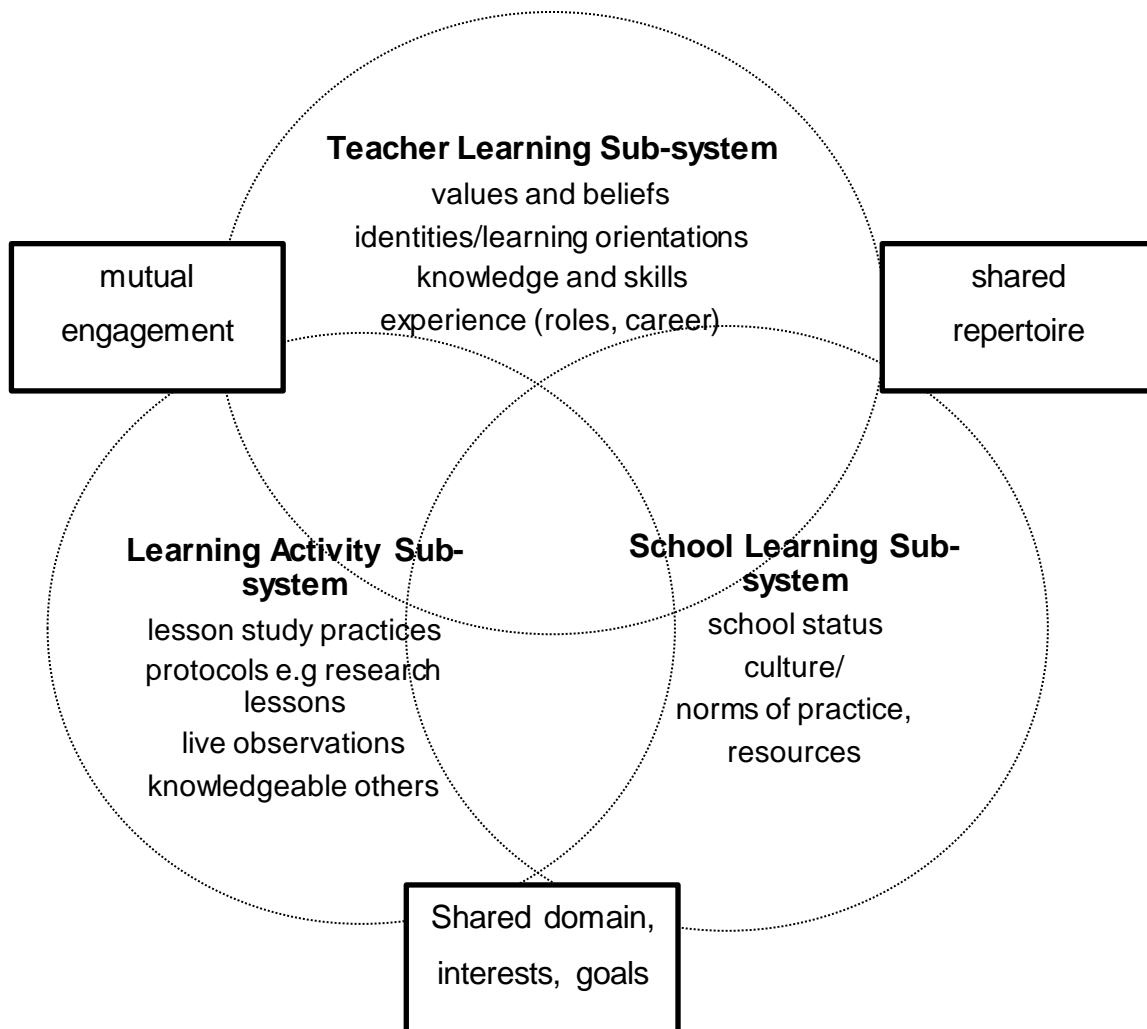 Teacher Learning Sub-system
values and beliefs
identities/learning orientations
knowledge and skills
experience (roles, career)
mutual
engagement
shared
repertoire
Learning Activity Sub-
system
lesson study practices
protocols e.g research
lessons
live observations
knowledgeable others
School Learning Sub-
system
school status
culture/
norms of practice,
resources
Shared domain,
interests, goals